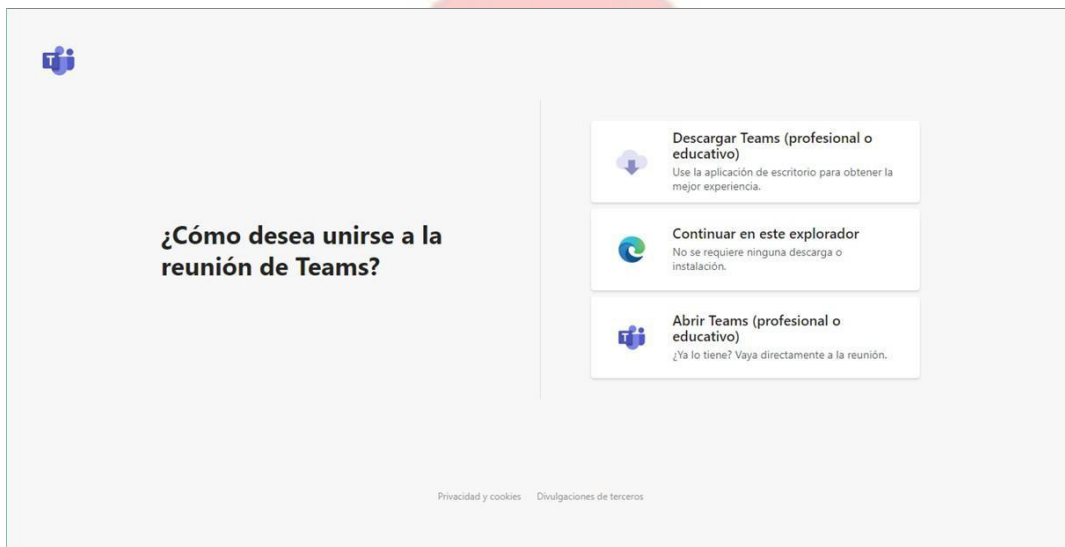 ¿Cómo desea unirse a la
reunión de Teams?
Descargar Teams (profesional o
educativo)
Use la aplicación de escritorio para obtener la
mejor experiencia.
Continuar en este explorador
No se requiere ninguna descarga o
instalación.
Abrir Teams (profesional o
educativo)
¿Ya lo tiene? Vaya directamente a la reunión.
Privacidad y cookies Divulgaciones de terceros